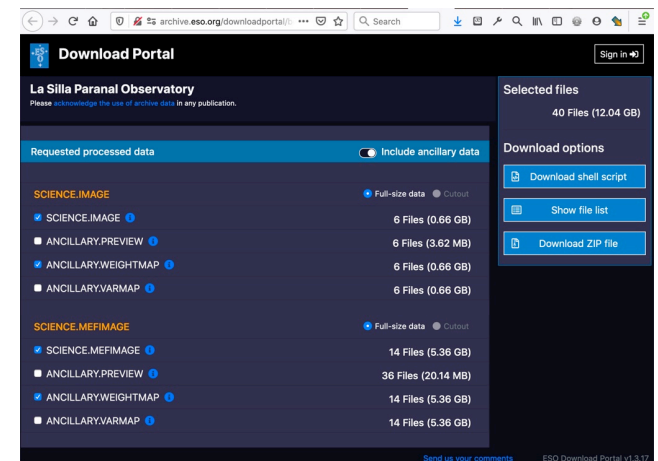 archive.eso.org/downloadportal/
Search
Download Portal
Sign in
La Silla Paranal Observatory
Please acknowledge the use of archive data in any publication.
Selected files
40 Files (12.04 GB)
Requested processed data
Include ancillary data
Download options
Download shell script
Show file list
Download ZIP file
SCIENCE.IMAGE
Full-size data
Cutout
SCIENCE.IMAGE
6 Files (0.66 GB)
ANCILLARY.PREVIEW
6 Files (3.62 MB)
ANCILLARY.WEIGHTMAP
6 Files (0.66 GB)
ANCILLARY.VARMAP
6 Files (0.66 GB)
SCIENCE.MEFIMAGE
Full-size data
Cutout
SCIENCE.MEFIMAGE
14 Files (5.36 GB)
ANCILLARY.PREVIEW
36 Files (20.14 MB)
ANCILLARY.WEIGHTMAP
14 Files (5.36 GB)
ANCILLARY.VARMAP
14 Files (5.36 GB)
Send us your comments
ESO Download Portal v1.3.17